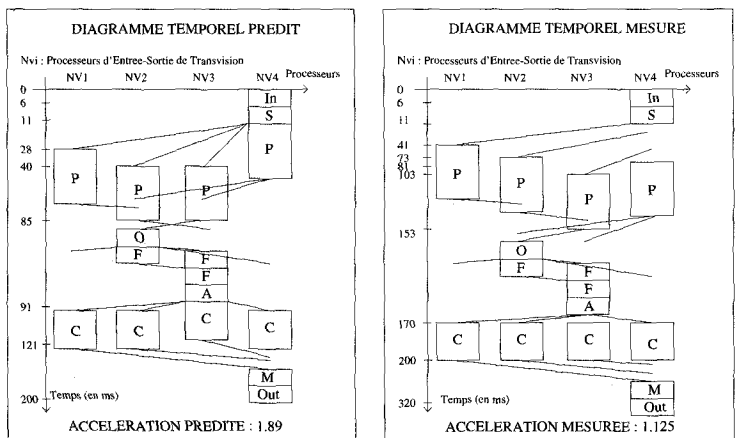 DIAGRAMME TEMPOREL PREDIT
Nvi : Processeurs d'Entree-Sortie de Transvision
NV1 NV2 NV3 NV4 Processeurs
0
6
11
28
40
85
91
121
200
In
S
P
P
P
P
O
F
F
F
A
C
C
C
C
M
Out
Temps (en ms)
ACCELERATION PREDITE : 1.89
DIAGRAMME TEMPOREL MESURE
Nvi : Processeurs d'Entree-Sortie de Transvision
NV1 NV2 NV3 NV4 Processeurs
0
6
11
41
73
81
103
153
170
200
320
In
S
P
P
P
P
O
F
F
F
A
C
C
C
C
M
Out
Temps (en ms)
ACCELERATION MESUREE : 1.125